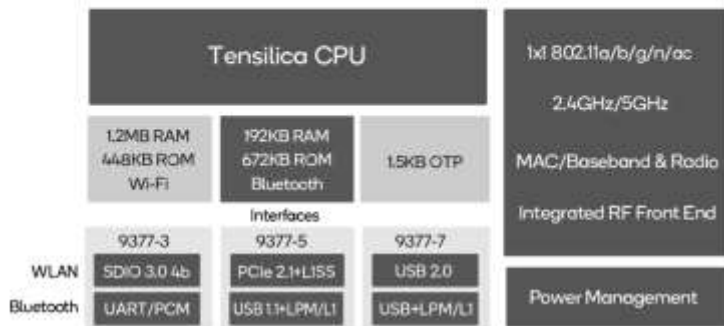 Tensilica CPU
1.2MB RAM
448KB ROM
Wi-Fi
192KB RAM
672KB ROM
Bluetooth
1.5KB OTP
Interfaces
9377-3
9377-5
9377-7
WLAN
SDIO 3.0 4b
PCIe 2.1+L1SS
USB 2.0
Bluetooth
UART/PCM
USB 1.1+LPM/L1
USB+LPM/L1
1x1 802.11a/b/g/n/ac
2.4GHz/5GHz
MAC/Baseband & Radio
Integrated RF Front End
Power Management